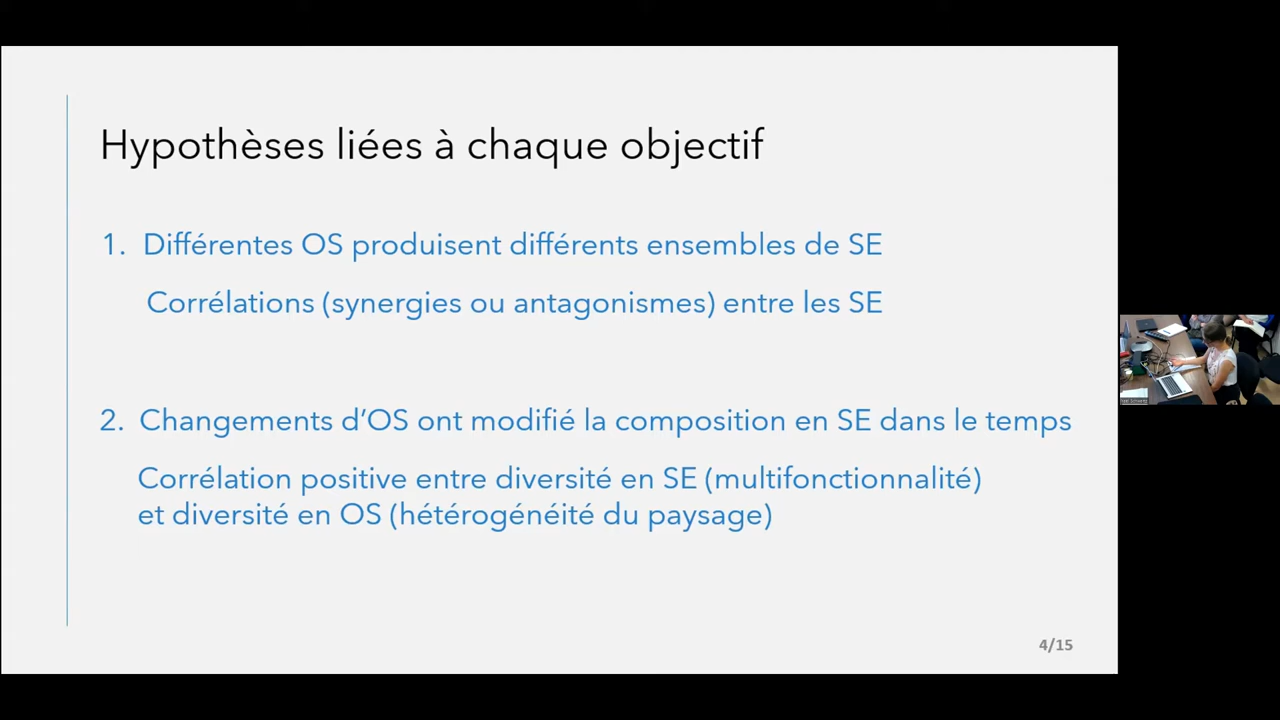 Hypothèses liées à chaque objectif
1. Différentes OS produisent différents ensembles de SE
Corrélations (synergies ou antagonismes) entre les SE
2. Changements d’OS ont modifié la composition en SE dans le temps
Corrélation positive entre diversité en SE (multifonctionnalité)
et diversité en OS (hétérogénéité du paysage)
4/15